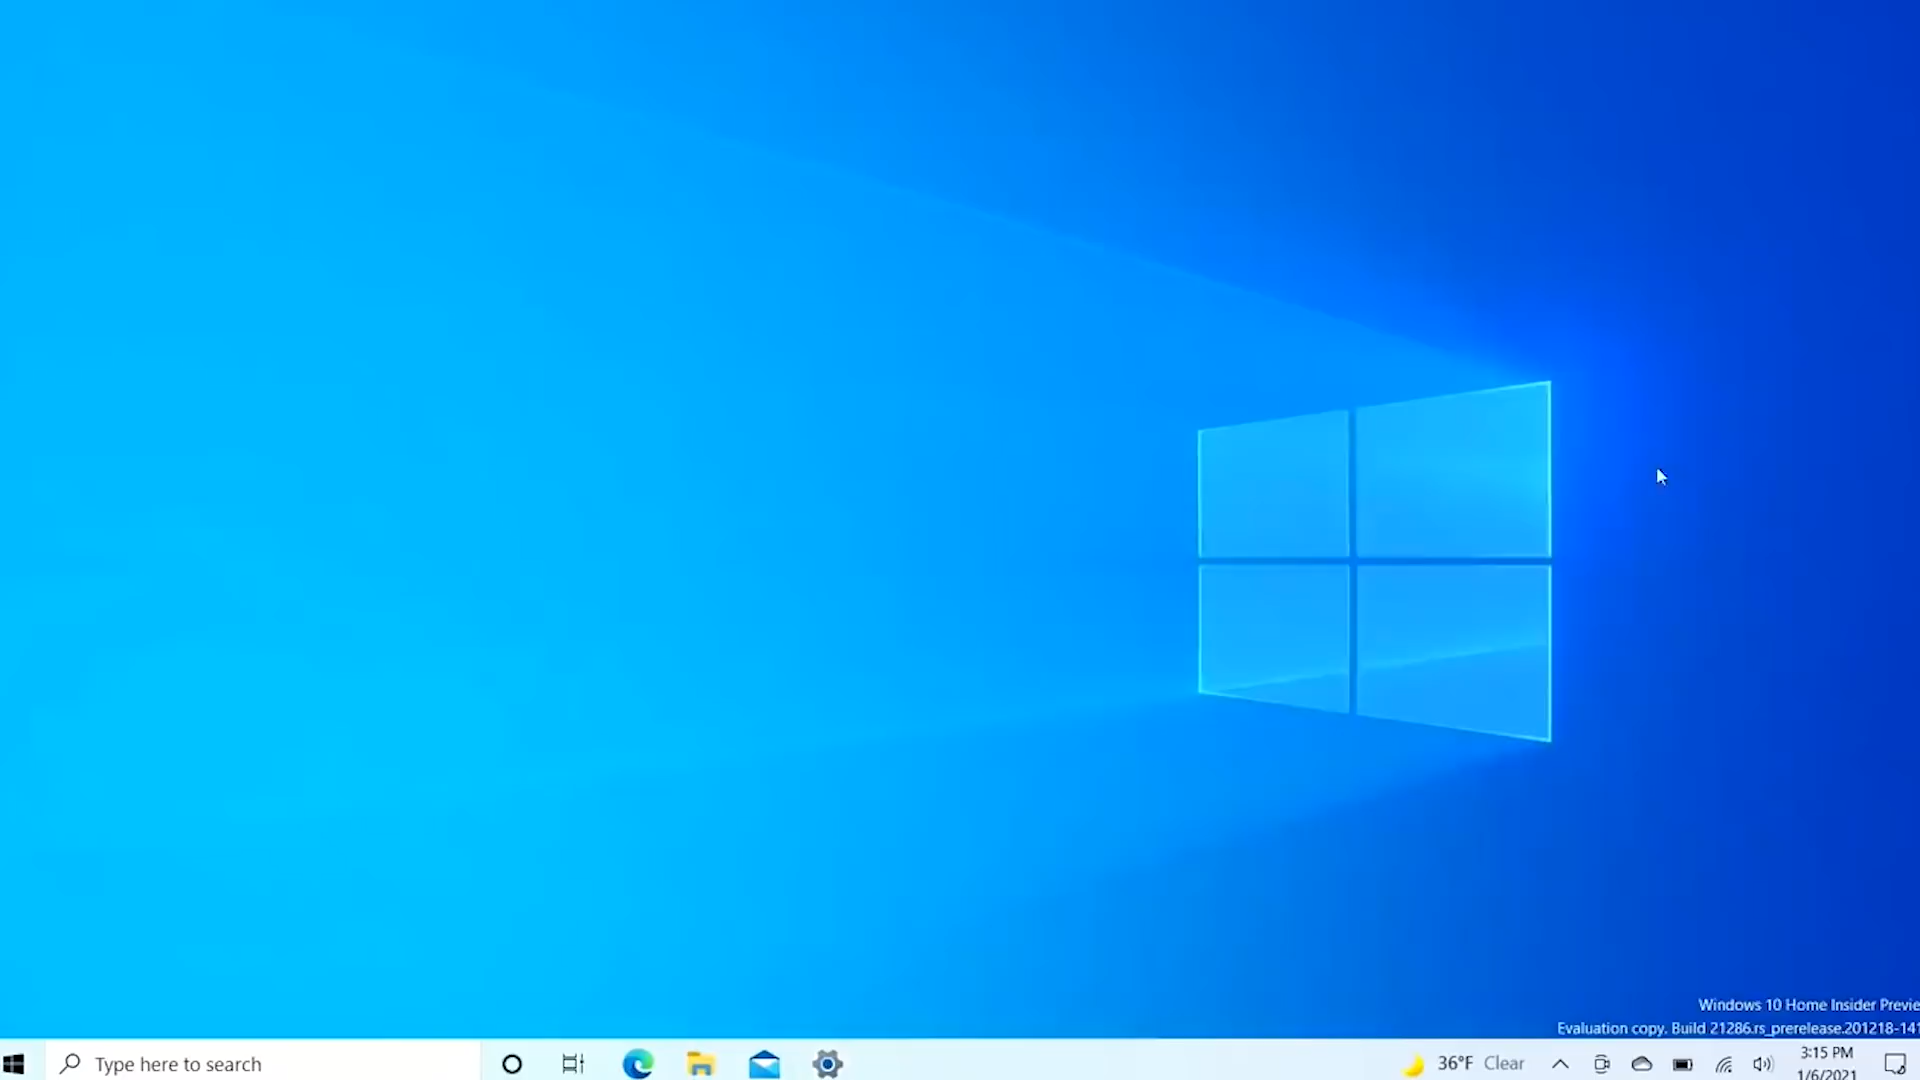 Windows 10 Home Insider Previe
Evaluation copy. Build 21286.rs_prerelease.201218-141
Type here to search
36°F Clear
3:15 PM
1/6/2021